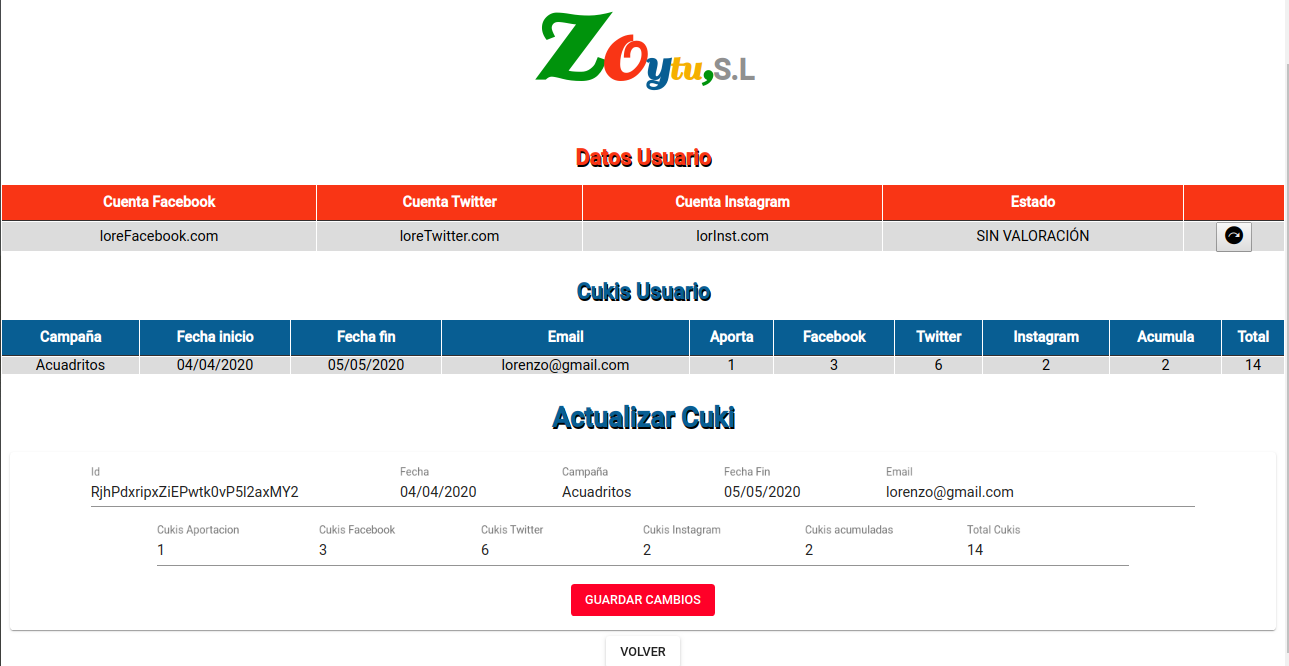 Zoytu,S.L
Datos Usuario
Cuenta Facebook Cuenta Twitter Cuenta Instagram Estado
loreFacebook.com loreTwitter.com lorInst.com SIN VALORACIÓN
Cukis Usuario
Campaña Fecha inicio Fecha fin Email Aporta Facebook Twitter Instagram Acumula Total
Acuadritos 04/04/2020 05/05/2020 lorenzo@gmail.com 1 3 6 2 2 14
Actualizar Cuki
Id Fecha Campaña Fecha Fin Email
RjhPdxripxZiEPwtk0vP5l2axMY2 04/04/2020 Acuadritos 05/05/2020 lorenzo@gmail.com
Cukis Aportacion Cukis Facebook Cukis Twitter Cukis Instagram Cukis acumuladas Total Cukis
1 3 6 2 2 14
GUARDAR CAMBIOS
VOLVER